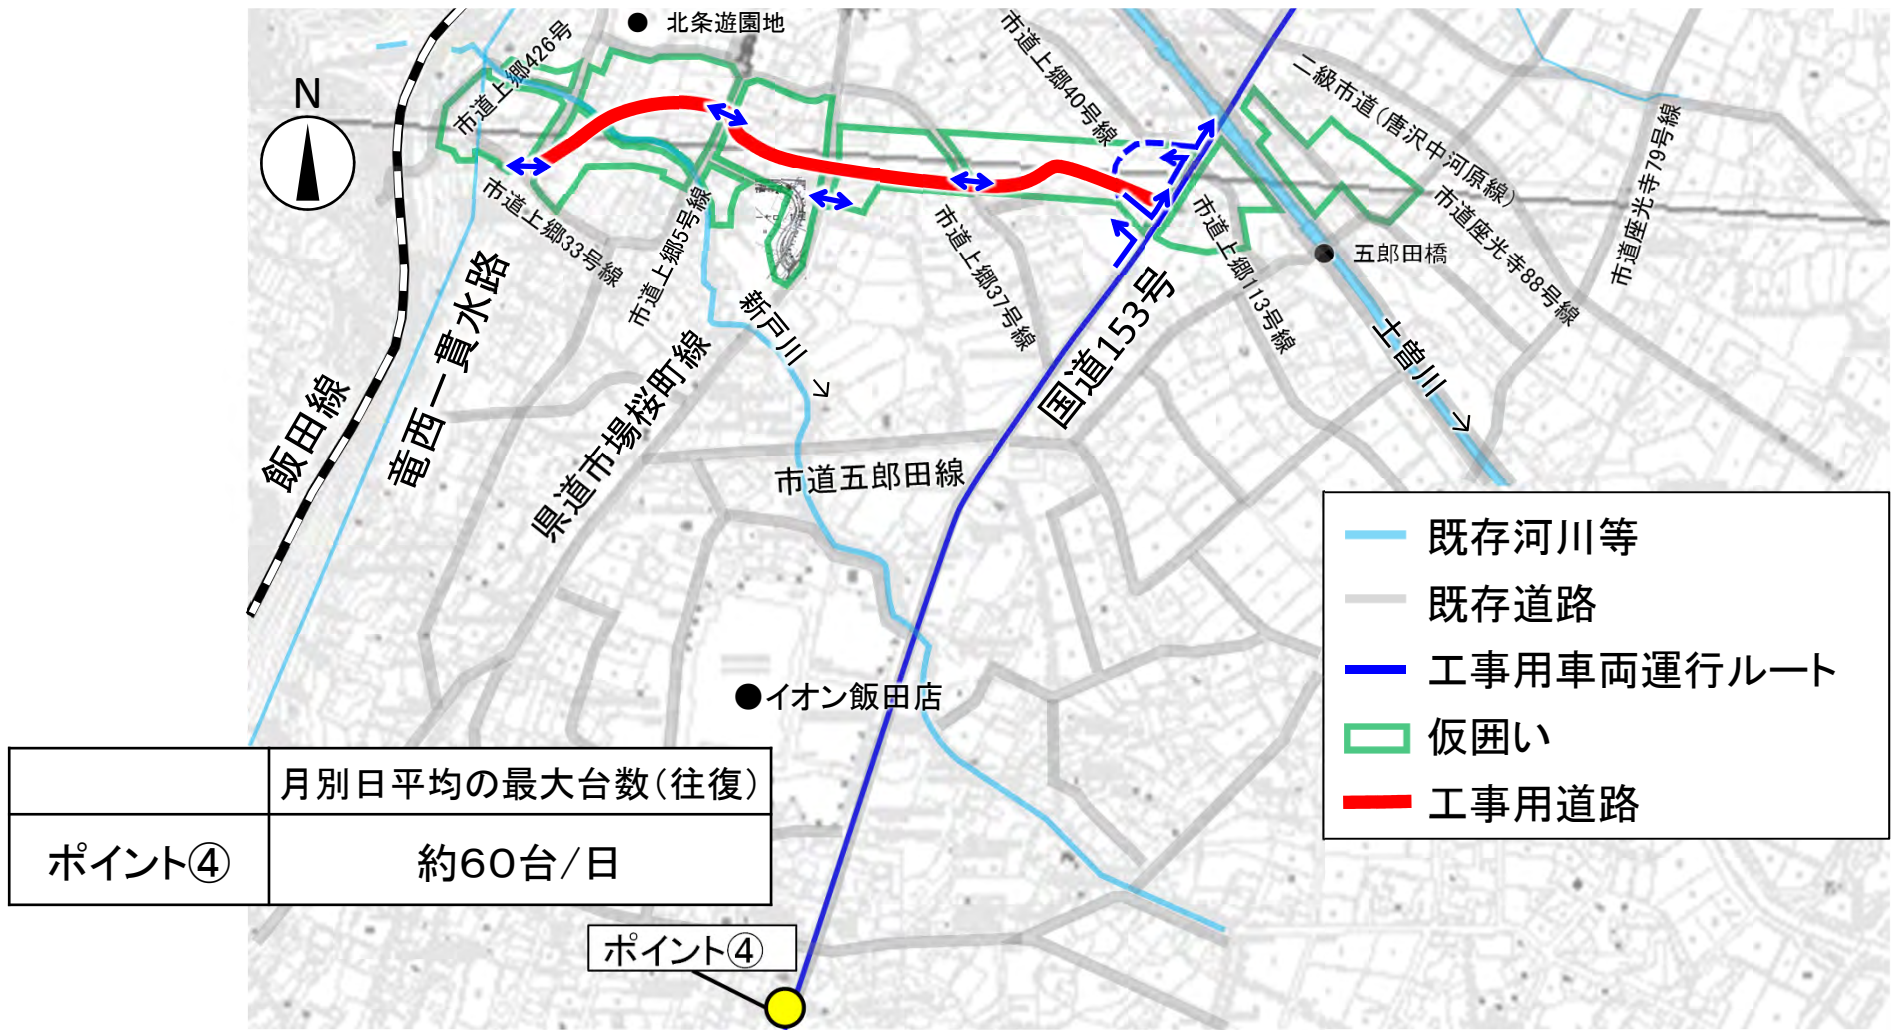 北条遊園地
N
市道上郷426号
市道上郷40号線
二級市道(唐沢中河原線)
市道座光寺79号線
市道上郷33号線
市道上郷5号線
市道上郷37号線
市道上郷113号線
市道座光寺88号線
五郎田橋
国道153号
新戸川
→
土曽川
→
飯田線
竜西一貫水路
県道市場桜町線
市道五郎田線
●イオン飯田店
既存河川等
既存道路
工事用車両運行ルート
仮囲い
工事用道路
月別日平均の最大台数(往復)
ポイント④
約60台/日
ポイント④